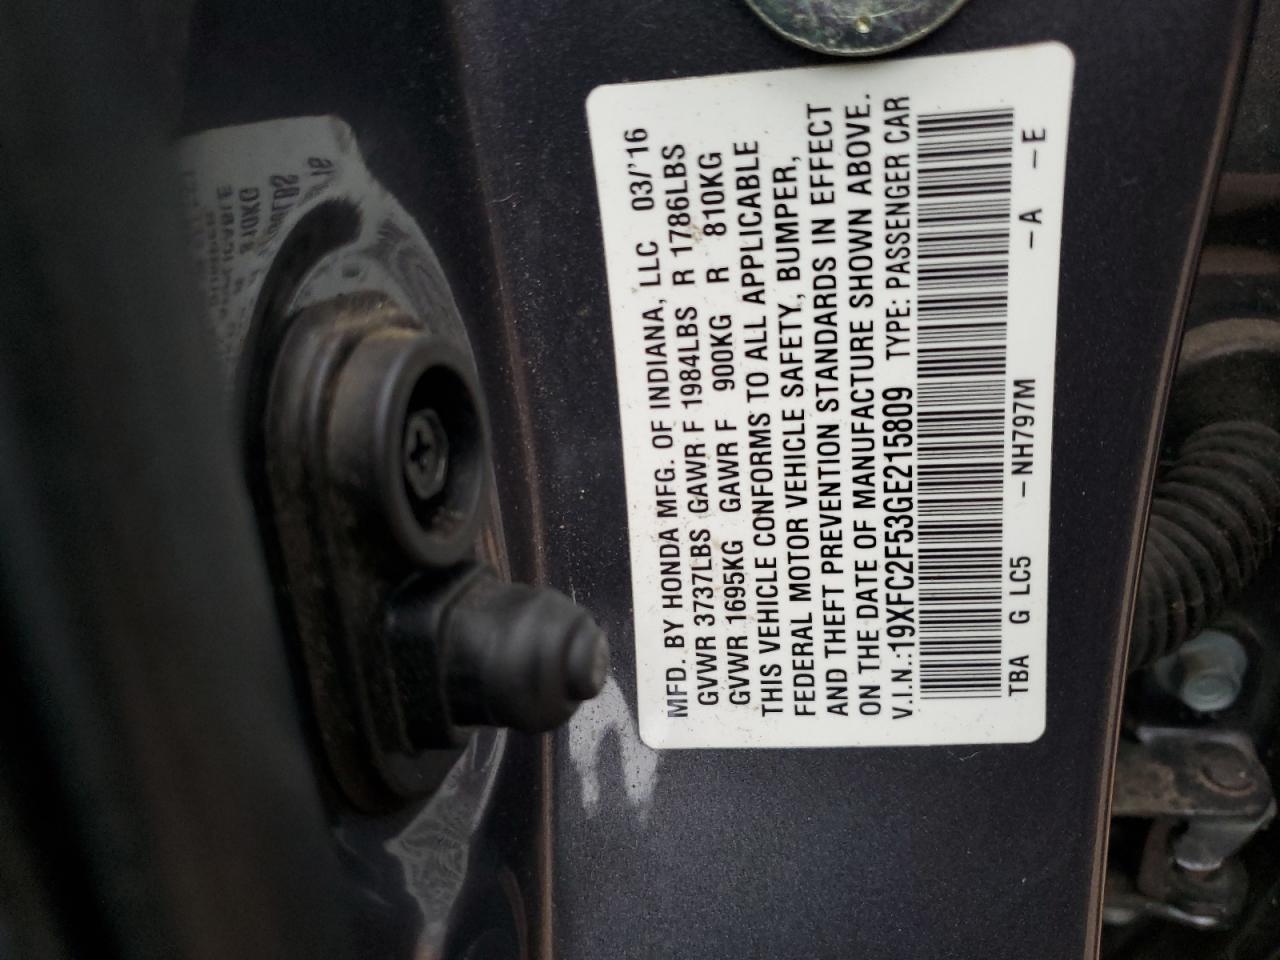 MFD. BY HONDA MFG. OF INDIANA, LLC 03/'16
GVWR 3737LBS GAWR F 1984LBS R 1786LBS
GVWR 1695KG GAWR F 900KG R 810KG
THIS VEHICLE CONFORMS TO ALL APPLICABLE
FEDERAL MOTOR VEHICLE SAFETY, BUMPER,
AND THEFT PREVENTION STANDARDS IN EFFECT
ON THE DATE OF MANUFACTURE SHOWN ABOVE.
V.I.N.:19XFC2F53GE215809 TYPE: PASSENGER CAR
TBA G LC5 -NH797M -A -E